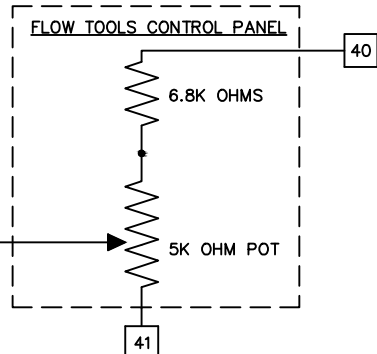 FLOW TOOLS CONTROL PANEL
40
6.8K OHMS
5K OHM POT
41